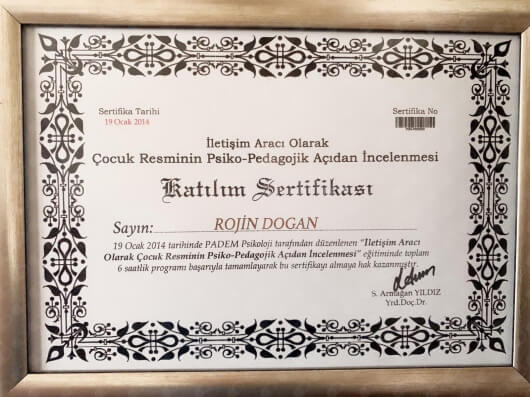 Sertifika Tarihi
19 Ocak 2014
Sertifika No
İletişim Aracı Olarak
Çocuk Resminin Psiko-Pedagojik Açıdan İncelenmesi
Katılım Sertifikası
Sayın: ROJİN DOGAN
19 Ocak 2014 tarihinde PADEM Psikoloji tarafından düzenlenen "İletişim Aracı
Olarak Çocuk Resminin Psiko-Pedagojik Açıdan İncelenmesi" eğitiminde toplam
6 saatlik programı başarıyla tamamlayarak bu sertifikayı almaya hak kazanmıştır.
S. Armağan YILDIZ
Yrd.Doç.Dr.